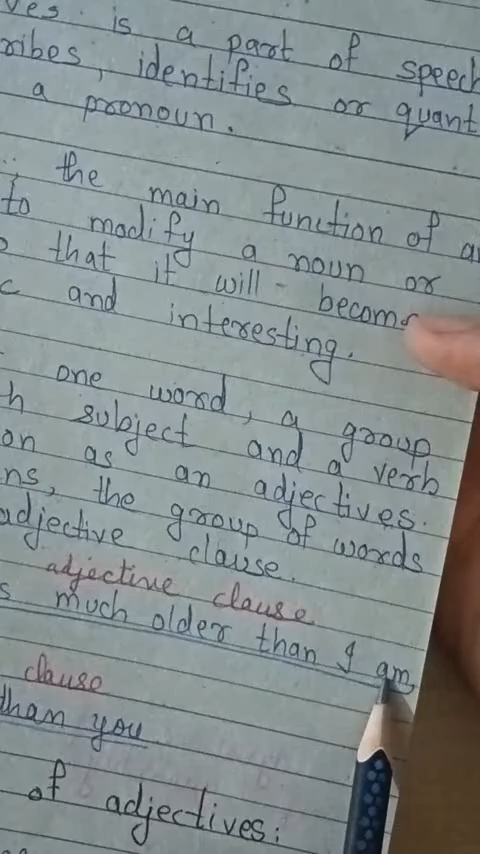 ves is a part of speech
ribes, identifies or quant
a pronoun.
the main function of a
to modify a noun or
that it will become
c and interesting.
one word, a group
h subject and a verb
on as an adjectives.
ns, the group of words
adjective clause.
adjective clause
s much older than I am,
clause
than you
of adjectives: